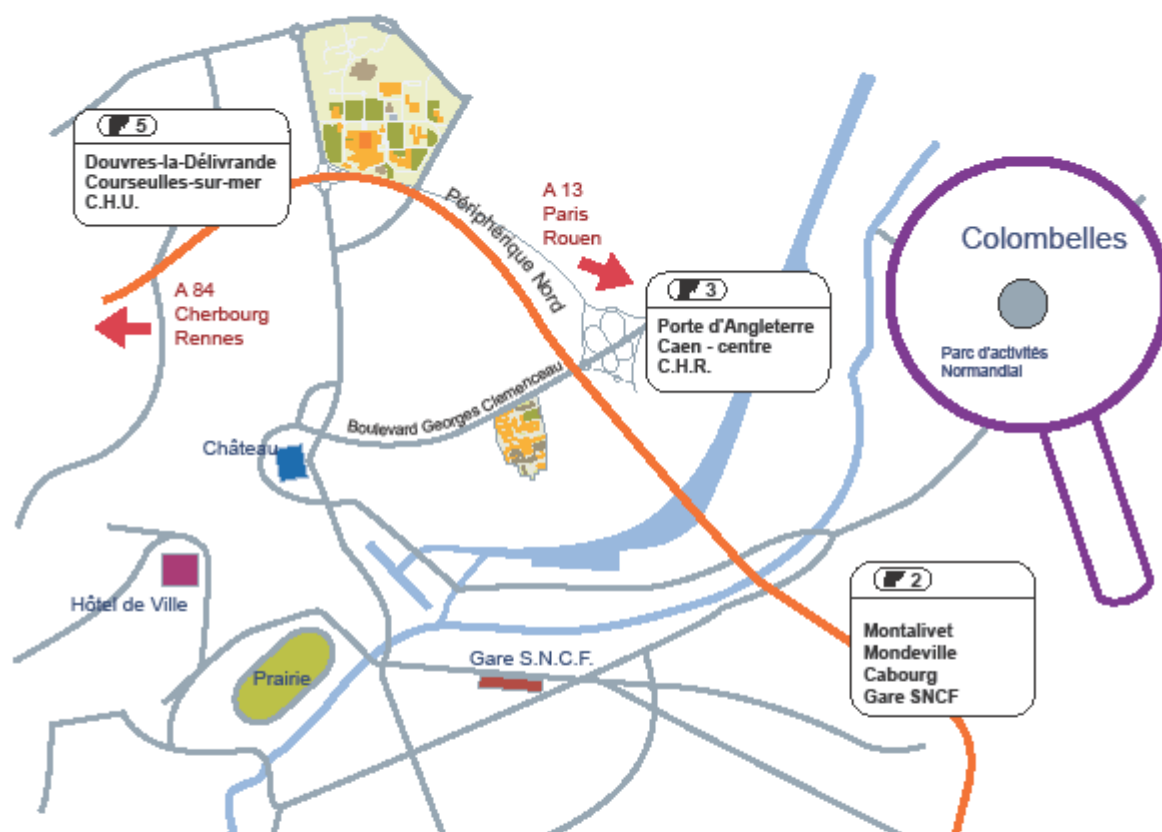 5
Douvres-la-Délivrande
Courseulles-sur-mer
C.H.U.
A 13
Paris
Rouen
Périphérique Nord
Colombelles
Parc d'activités
Normandial
3
Porte d'Angleterre
Caen - centre
C.H.R.
A 84
Cherbourg
Rennes
Boulevard Georges Clemenceau
Château
Hôtel de Ville
2
Montalivet
Mondeville
Cabourg
Gare SNCF
Gare S.N.C.F.
Prairie